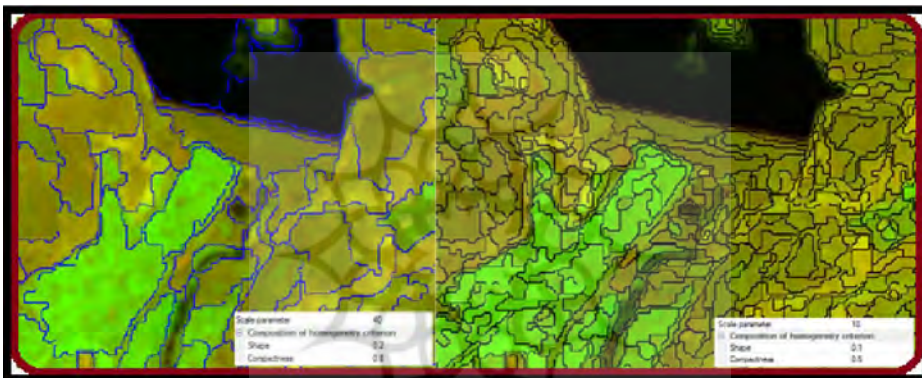 Scale parameter 40
Composition of homogeneity criterion
Shape 0.2
Compactness 0.8
Scale parameter 10
Composition of homogeneity criterion
Shape 0.1
Compactness 0.5